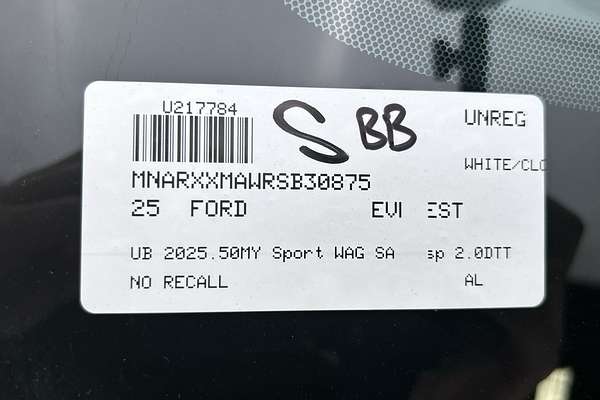 U217784
S BB
UNREG
WHITE/CLO
MNARXXMAWRSB30875
25 FORD EVI EST
UB 2025.50MY Sport WAG SA sp 2.0DTT
NO RECALL AL